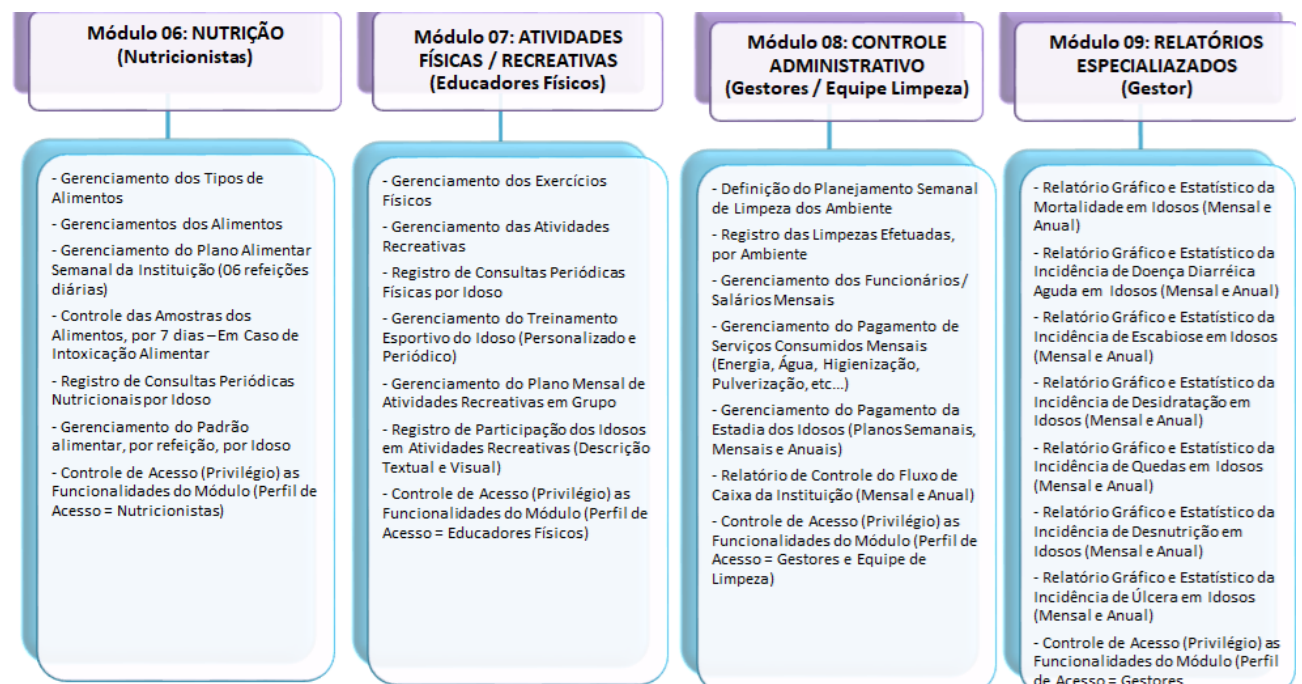 Módulo 06: NUTRIÇÃO
(Nutricionistas)
- Gerenciamento dos Tipos de
Alimentos
- Gerenciamentos dos Alimentos
- Gerenciamento do Plano Alimentar
Semanal da Instituição (06 refeições
diárias)
- Controle das Amostras dos
Alimentos, por 7 dias – Em Caso de
Intoxicação Alimentar
- Registro de Consultas Periódicas
Nutricionais por Idoso
- Gerenciamento do Padrão
alimentar, por refeição, por Idoso
- Controle de Acesso (Privilégio) as
Funcionalidades do Módulo (Perfil de
Acesso = Nutricionistas)
Módulo 07: ATIVIDADES
FÍSICAS / RECREATIVAS
(Educadores Físicos)
- Gerenciamento dos Exercícios
Físicos
- Gerenciamento das Atividades
Recreativas
- Registro de Consultas Periódicas
Físicas por Idoso
- Gerenciamento do Treinamento
Esportivo do Idoso (Personalizado e
Periódico)
- Gerenciamento do Plano Mensal de
Atividades Recreativas em Grupo
- Registro de Participação dos Idosos
em Atividades Recreativas (Descrição
Textual e Visual)
- Controle de Acesso (Privilégio) as
Funcionalidades do Módulo (Perfil de
Acesso = Educadores Físicos)
Módulo 08: CONTROLE
ADMINISTRATIVO
(Gestores / Equipe Limpeza)
- Definição do Planejamento Semanal
de Limpeza dos Ambiente
- Registro das Limpezas Efetuadas,
por Ambiente
- Gerenciamento dos Funcionários /
Salários Mensais
- Gerenciamento do Pagamento de
Serviços Consumidos Mensais
(Energia, Água, Higienização,
Pulverização, etc...)
- Gerenciamento do Pagamento da
Estadia dos Idosos (Planos Semanais,
Mensais e Anuais)
- Relatório de Controle do Fluxo de
Caixa da Instituição (Mensal e Anual)
- Controle de Acesso (Privilégio) as
Funcionalidades do Módulo (Perfil de
Acesso = Gestores e Equipe de
Limpeza)
Módulo 09: RELATÓRIOS
ESPECIALIAZADOS
(Gestor)
- Relatório Gráfico e Estatístico da
Mortalidade em Idosos (Mensal e
Anual)
- Relatório Gráfico e Estatístico da
Incidência de Doença Diarréica
Aguda em Idosos (Mensal e Anual)
- Relatório Gráfico e Estatístico da
Incidência de Escabiose em Idosos
(Mensal e Anual)
- Relatório Gráfico e Estatístico da
Incidência de Desidratação em
Idosos (Mensal e Anual)
- Relatório Gráfico e Estatístico da
Incidência de Quedas em Idosos
(Mensal e Anual)
- Relatório Gráfico e Estatístico da
Incidência de Desnutrição em
Idosos (Mensal e Anual)
- Relatório Gráfico e Estatístico da
Incidência de Úlcera em Idosos
(Mensal e Anual)
- Controle de Acesso (Privilégio) as
Funcionalidades do Módulo (Perfil
de Acesso = Gestores